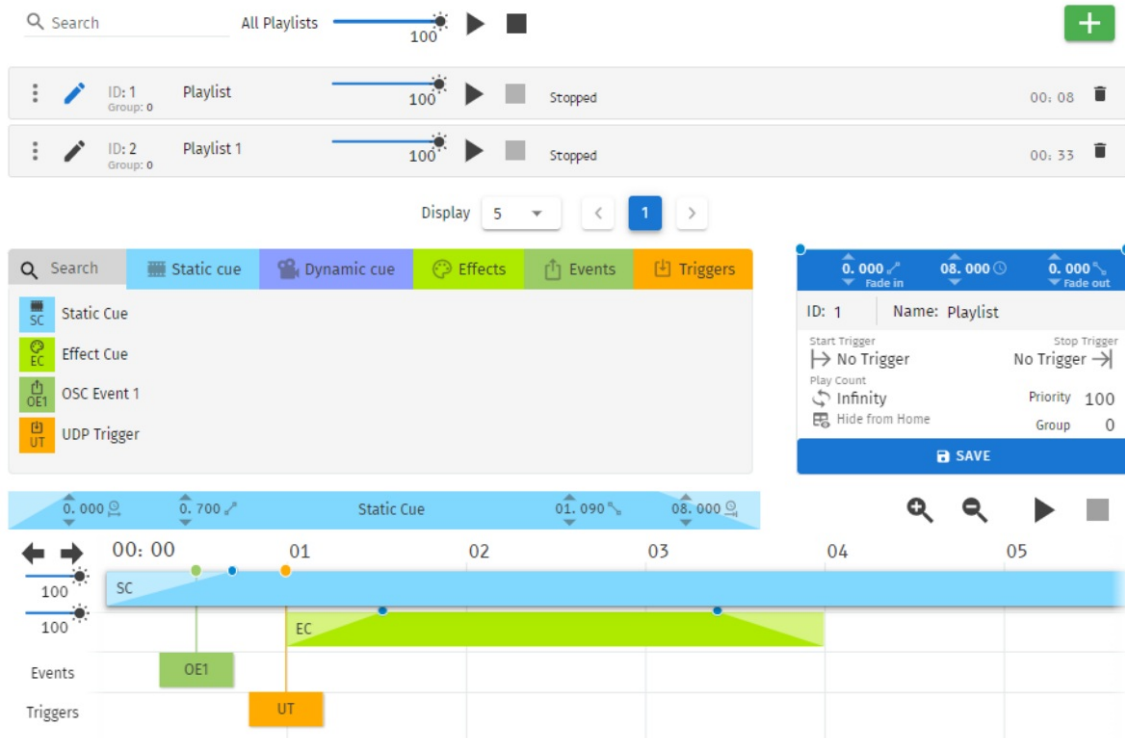 Search All Playlists 100
ID: 1 Playlist 100 Stopped 00: 08
Group: 0
ID: 2 Playlist 1 100 Stopped 00: 33
Group: 0
Display 5 1
Search Static cue Dynamic cue Effects Events Triggers
SC Static Cue
EC Effect Cue
OE1 OSC Event 1
UT UDP Trigger
0. 000 08. 000 0. 000
Fade in Fade out
ID: 1 Name: Playlist
Start Trigger Stop Trigger
No Trigger No Trigger
Play Count
Infinity Priority 100
Hide from Home Group 0
SAVE
0. 000 0. 700 Static Cue 01. 090 08. 000
00: 00 01 02 03 04 05
100 SC
100 EC
Events OE1
Triggers UT